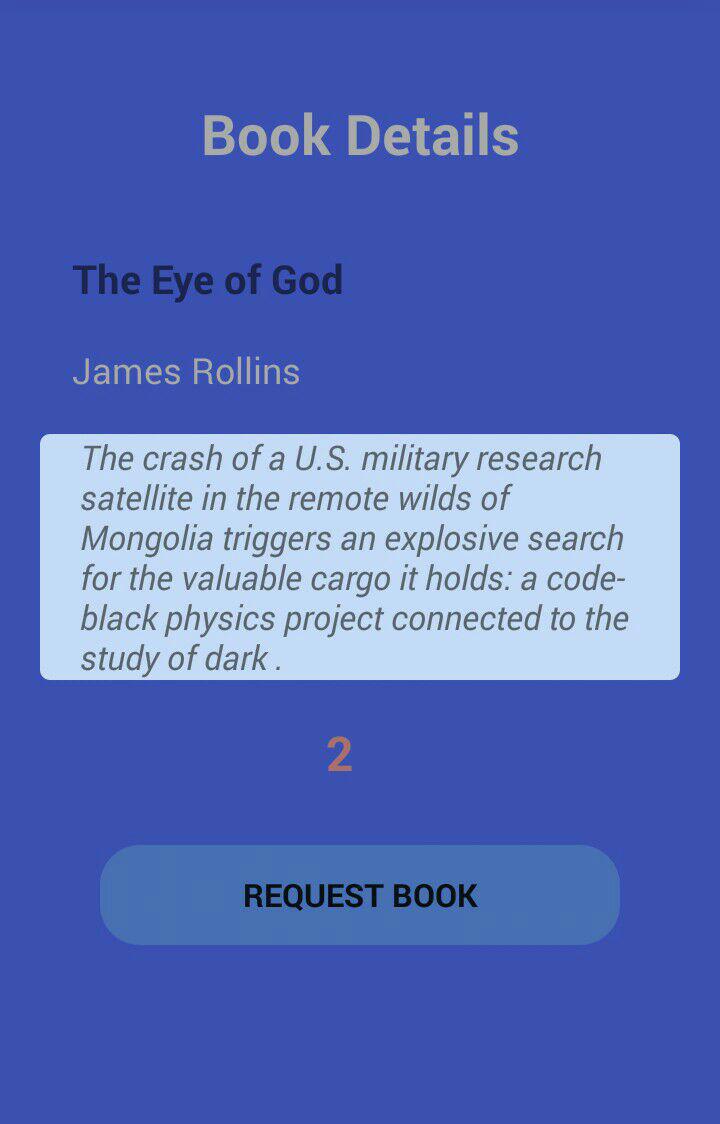 Book Details
The Eye of God
James Rollins
The crash of a U.S. military research
satellite in the remote wilds of
Mongolia triggers an explosive search
for the valuable cargo it holds: a code-
black physics project connected to the
study of dark .
2
REQUEST BOOK